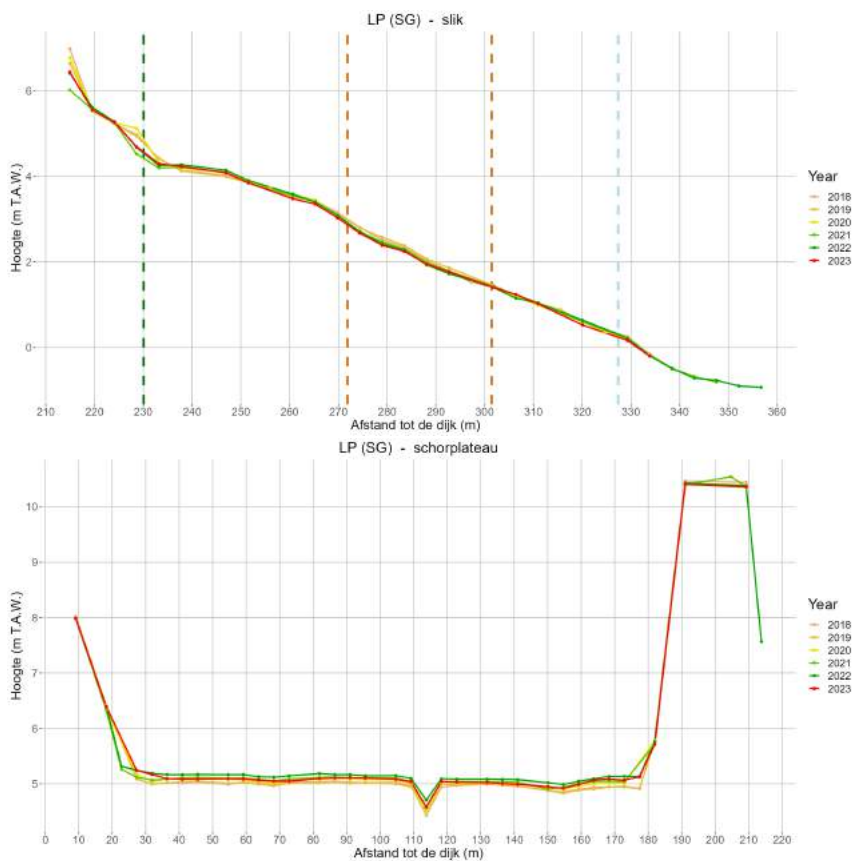 LP (SG) - slik
Hoogte (m T.A.W.)
6
4
2
0
210 220 230 240 250 260 270 280 290 300 310 320 330 340 350 360
Afstand tot de dijk (m)
Year
2018
2019
2020
2021
2022
2023
LP (SG) - schorplateau
Hoogte (m T.A.W.)
10
9
8
7
6
5
4
0 10 20 30 40 50 60 70 80 90 100 110 120 130 140 150 160 170 180 190 200 210 220
Afstand tot de dijk (m)
Year
2018
2019
2020
2021
2022
2023